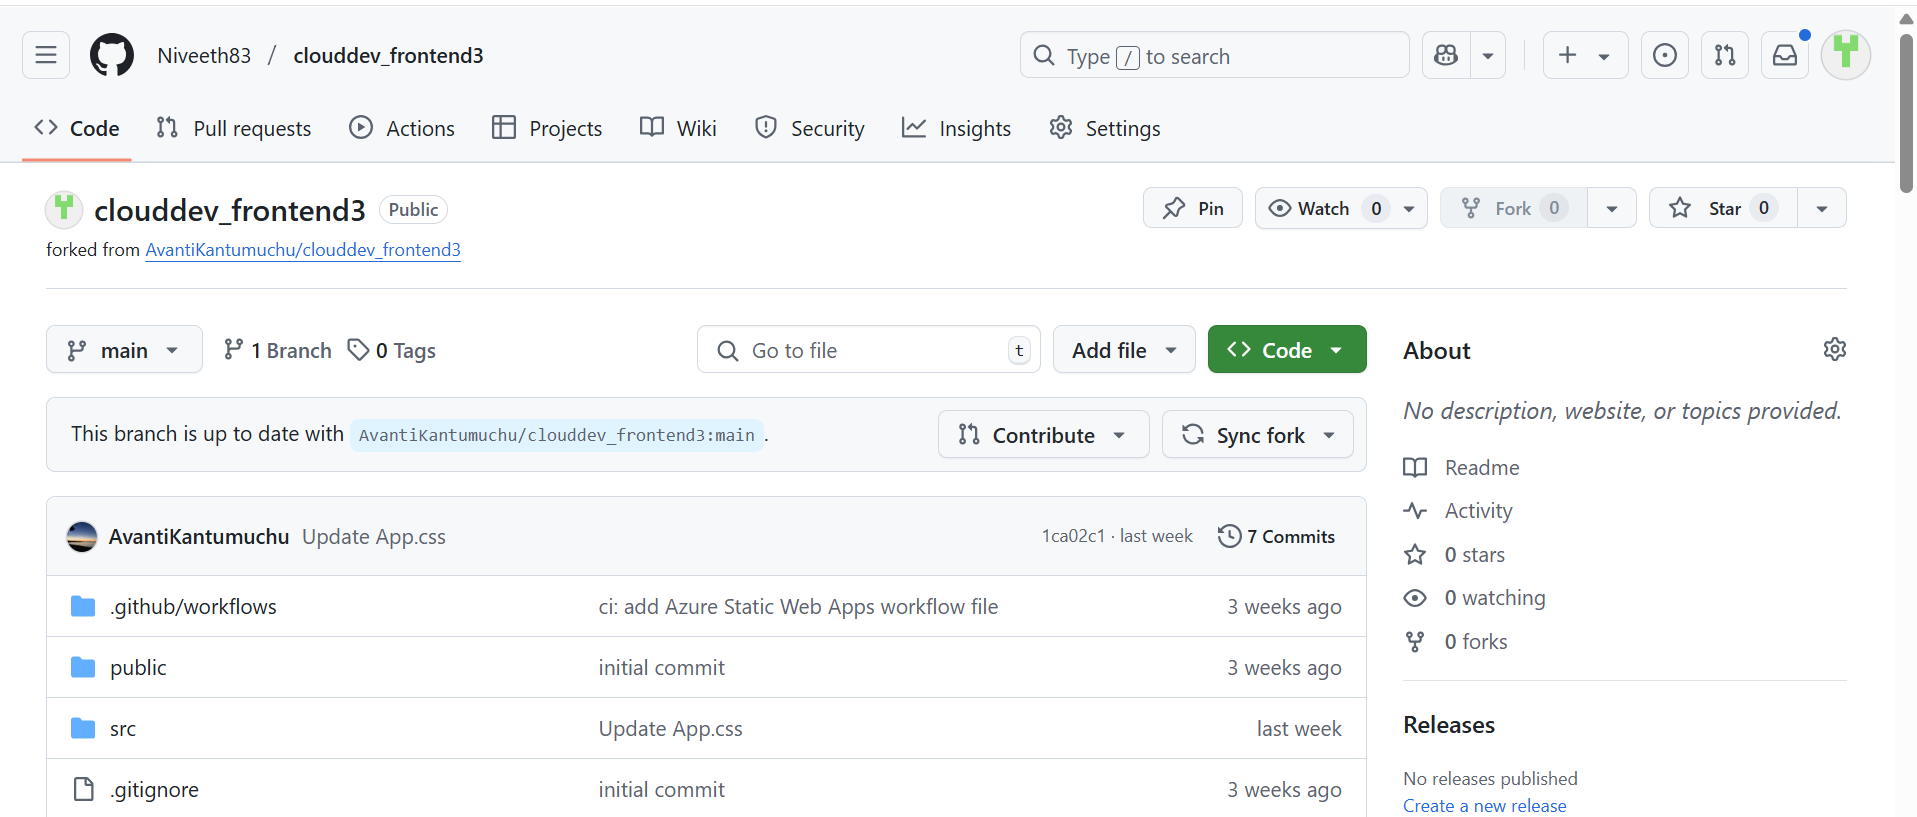 Niveeth83 / clouddev_frontend3
Type / to search
Code
Pull requests
Actions
Projects
Wiki
Security
Insights
Settings
clouddev_frontend3 Public
Pin
Watch 0
Fork 0
Star 0
forked from AvantiKantumuchu/clouddev_frontend3
main
1 Branch
0 Tags
Go to file t
Add file
Code
This branch is up to date with AvantiKantumuchu/clouddev_frontend3:main .
Contribute
Sync fork
AvantiKantumuchu Update App.css 1ca02c1 · last week 7 Commits
.github/workflows ci: add Azure Static Web Apps workflow file 3 weeks ago
public initial commit 3 weeks ago
src Update App.css last week
.gitignore initial commit 3 weeks ago
About
No description, website, or topics provided.
Readme
Activity
0 stars
0 watching
0 forks
Releases
No releases published
Create a new release